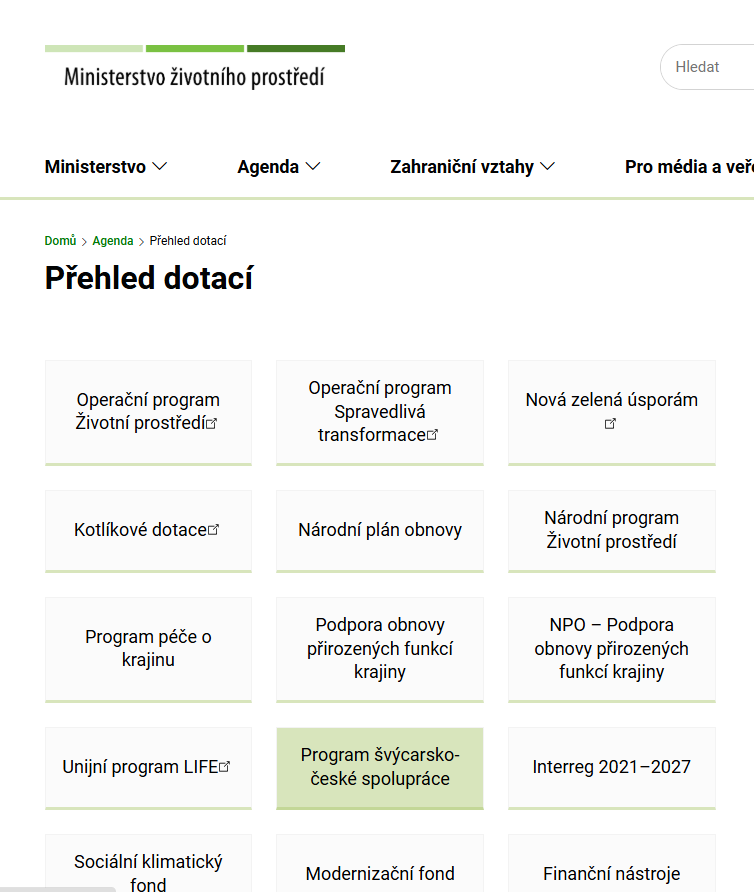 Ministerstvo životního prostředí
Hledat
Ministerstvo
Agenda
Zahraniční vztahy
Pro média a veř
Domů > Agenda > Přehled dotací
Přehled dotací
Operační program
Životní prostředí
Operační program
Spravedlivá
transformace
Nová zelená úsporám
Kotlíkové dotace
Národní plán obnovy
Národní program
Životní prostředí
Program péče o
krajinu
Podpora obnovy
přirozených funkcí
krajiny
NPO – Podpora
obnovy přirozených
funkcí krajiny
Unijní program LIFE
Program švýcarsko-
české spolupráce
Interreg 2021–2027
Sociální klimatický
fond
Modernizační fond
Finanční nástroje